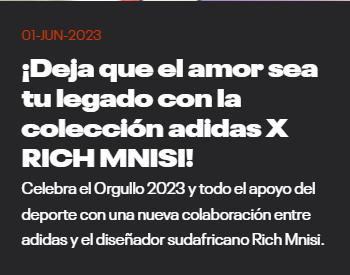 01-JUN-2023
¡Deja que el amor sea
tu legado con la
colección adidas X
RICH MNISI!
Celebra el Orgullo 2023 y todo el apoyo del
deporte con una nueva colaboración entre
adidas y el diseñador sudafricano Rich Mnisi.